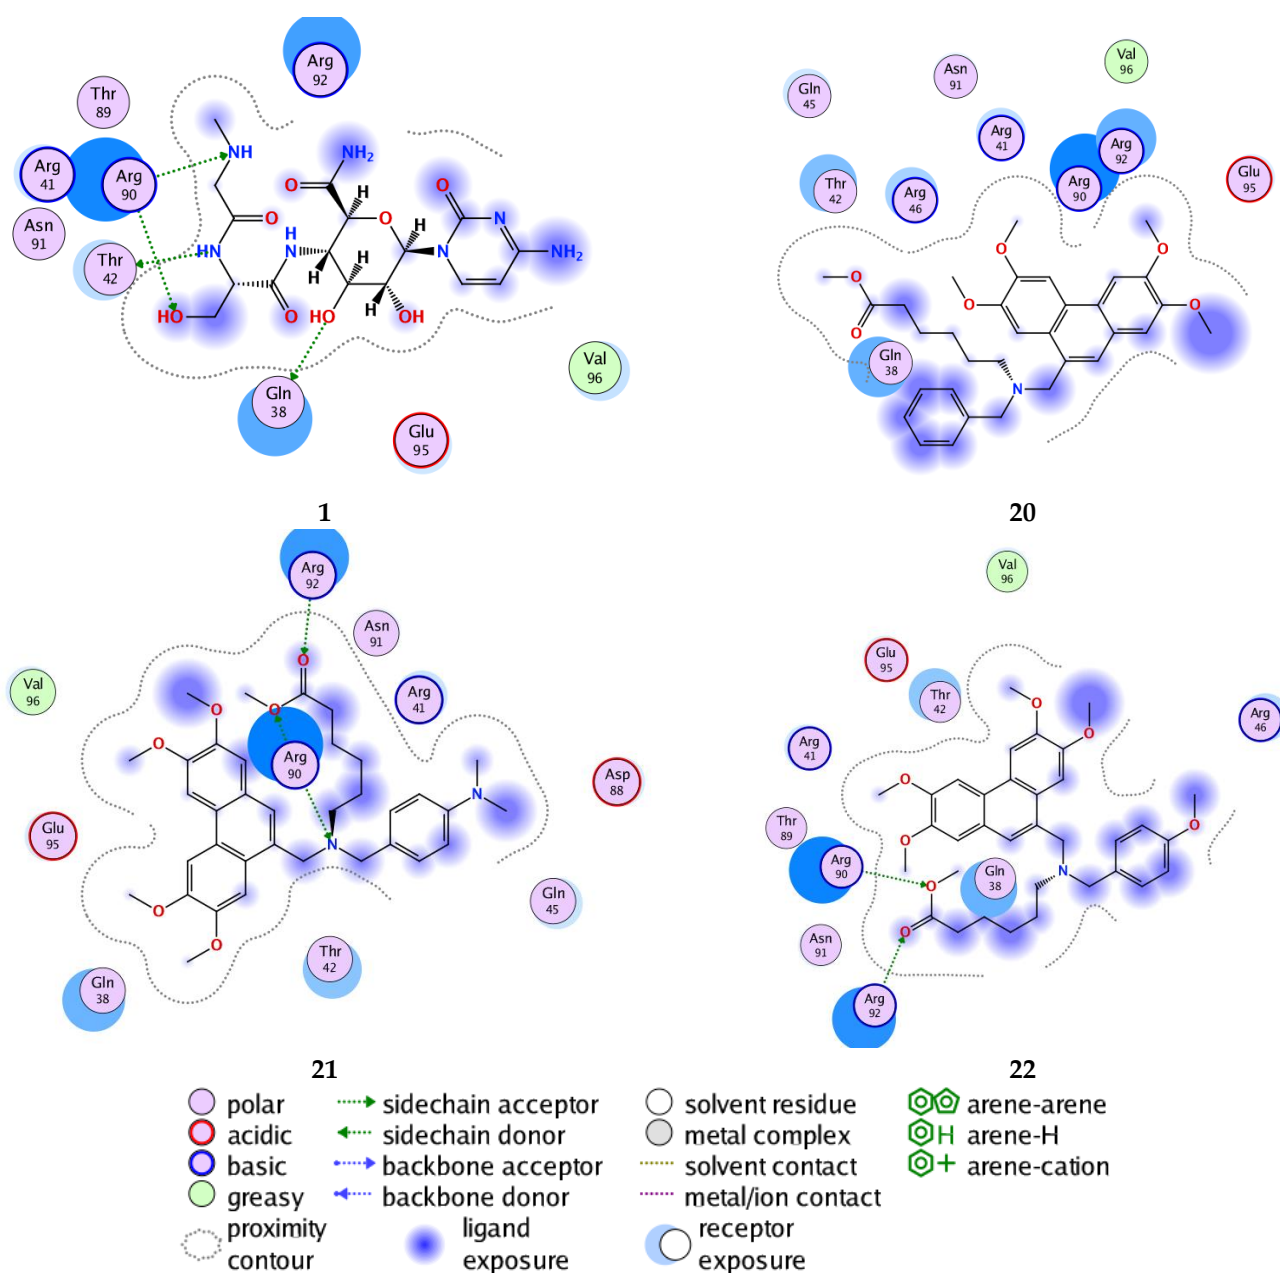 Arg
92
Thr
89
Arg
41
Arg
90
Asn
91
Thr
42
Gln
38
Glu
95
Val
96
NH
O
NH₂
O
H
H
O
O
N
N
NH₂
H
N
H
H
N
H
H
H
HO
O
HO
OH
1
Val
96
Asn
91
Gln
45
Arg
41
Arg
92
Arg
90
Glu
95
Thr
42
Arg
46
Gln
38
O
O
O
O
O
O
N
20
Arg
92
Asn
91
Arg
41
Val
96
Arg
90
Asp
88
Glu
95
Gln
45
Thr
42
Gln
38
O
O
O
O
N
N
O
O
21
Val
96
Glu
95
Thr
42
Arg
46
Arg
41
Thr
89
Arg
90
Gln
38
Asn
91
Arg
92
O
O
O
O
O
N
O
O
22
polar sidechain acceptor solvent residue arene-arene
acidic sidechain donor metal complex H arene-H
basic backbone acceptor solvent contact + arene-cation
greasy backbone donor metal/ion contact
proximity ligand receptor
contour exposure exposure